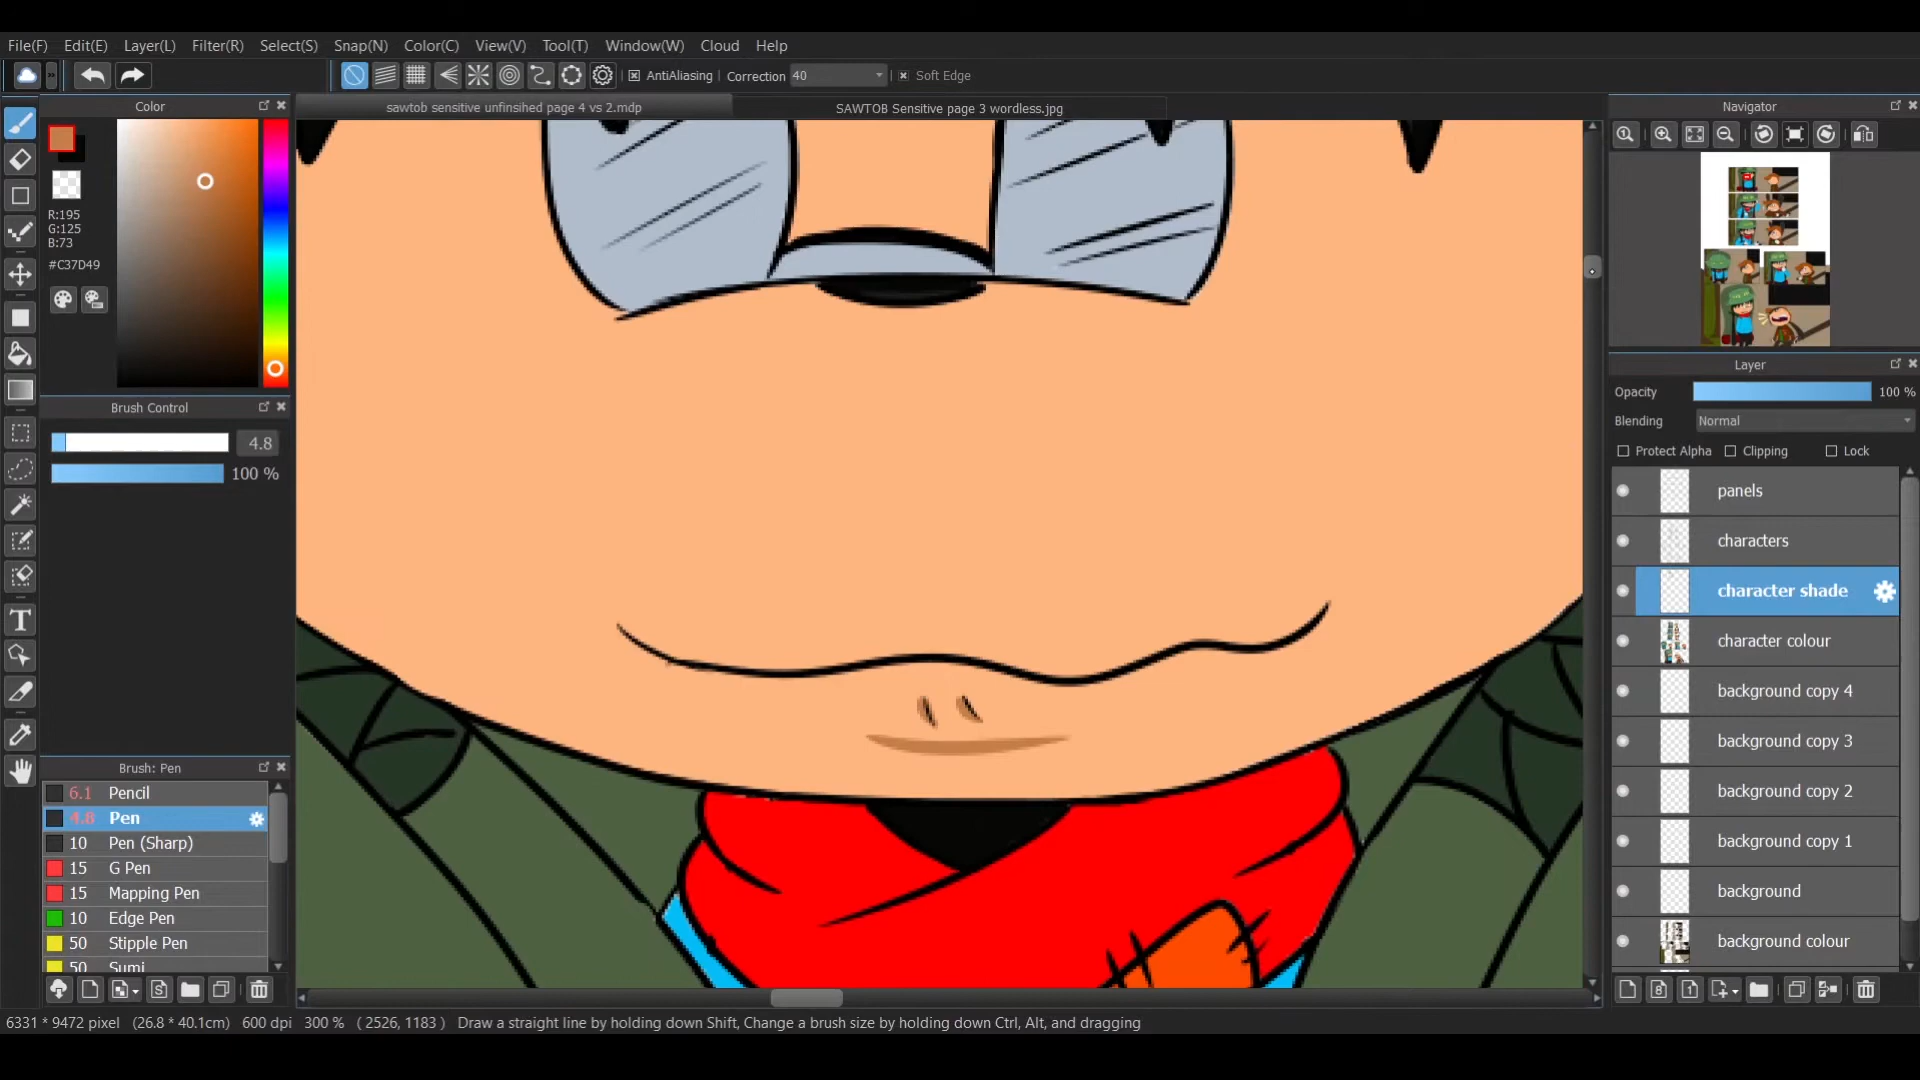 File(F) Edit(E) Layer(L) Filter(R) Select(S) Snap(N) Color(C) View(V) Tool(T) Window(W) Cloud Help
AntiAliasing Correction 40 Soft Edge
Color
sawtob sensitive unfinsihed page 4 vs 2.mdp
SAWTOB Sensitive page 3 wordless.jpg
Navigator
R:195
G:125
B:73
#C37D49
Layer
Opacity 100 %
Brush Control
Blending Normal
4.8
Protect Alpha Clipping Lock
100 %
panels
characters
character shade
character colour
background copy 4
background copy 3
background copy 2
background copy 1
background
background colour
Brush: Pen
6.1 Pencil
4.8 Pen
10 Pen (Sharp)
15 G Pen
15 Mapping Pen
10 Edge Pen
50 Stipple Pen
50 Sumi
6331 * 9472 pixel (26.8 * 40.1cm) 600 dpi 300 % ( 2526, 1183 ) Draw a straight line by holding down Shift, Change a brush size by holding down Ctrl, Alt, and dragging